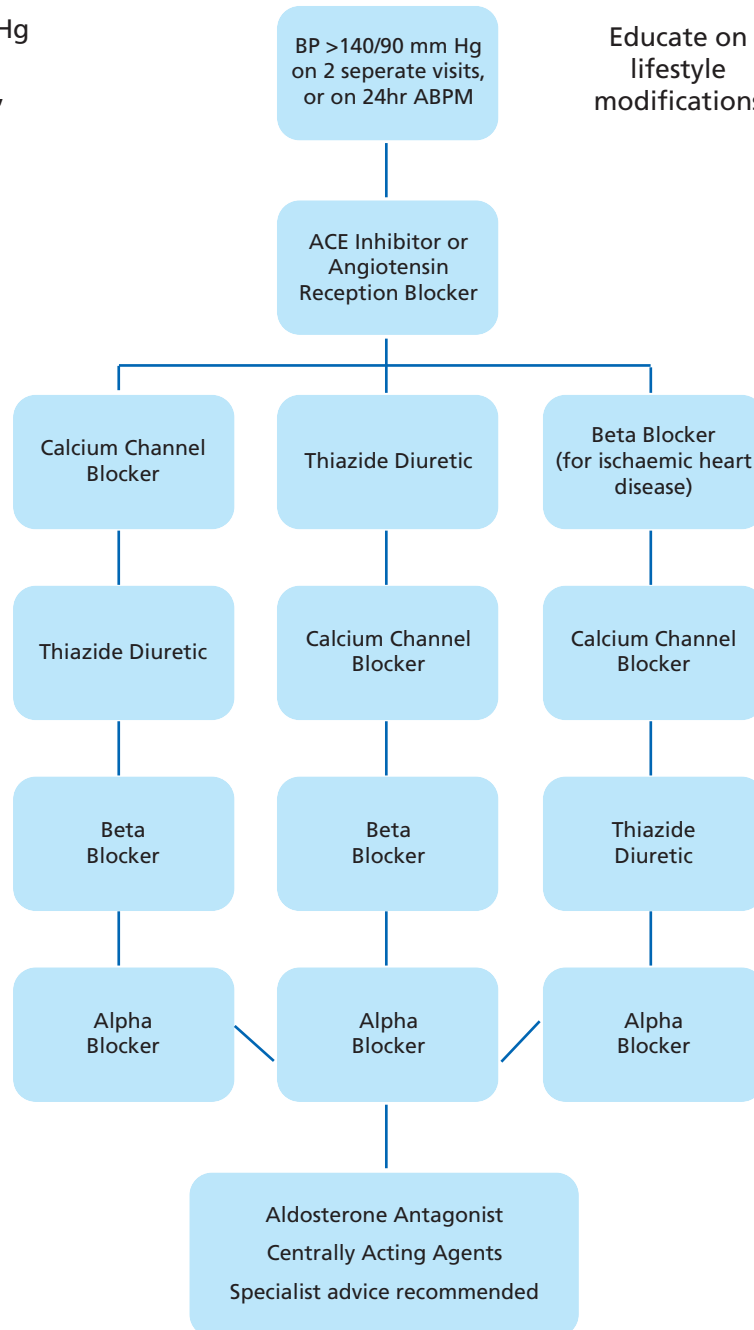 Hg
BP >140/90 mm Hg
on 2 seperate visits,
or on 24hr ABPM
Educate on
lifestyle
modifications
ACE Inhibitor or
Angiotensin
Reception Blocker
Calcium Channel
Blocker
Thiazide Diuretic
Beta Blocker
(for ischaemic heart
disease)
Thiazide Diuretic
Calcium Channel
Blocker
Calcium Channel
Blocker
Beta
Blocker
Beta
Blocker
Thiazide
Diuretic
Alpha
Blocker
Alpha
Blocker
Alpha
Blocker
Aldosterone Antagonist
Centrally Acting Agents
Specialist advice recommended